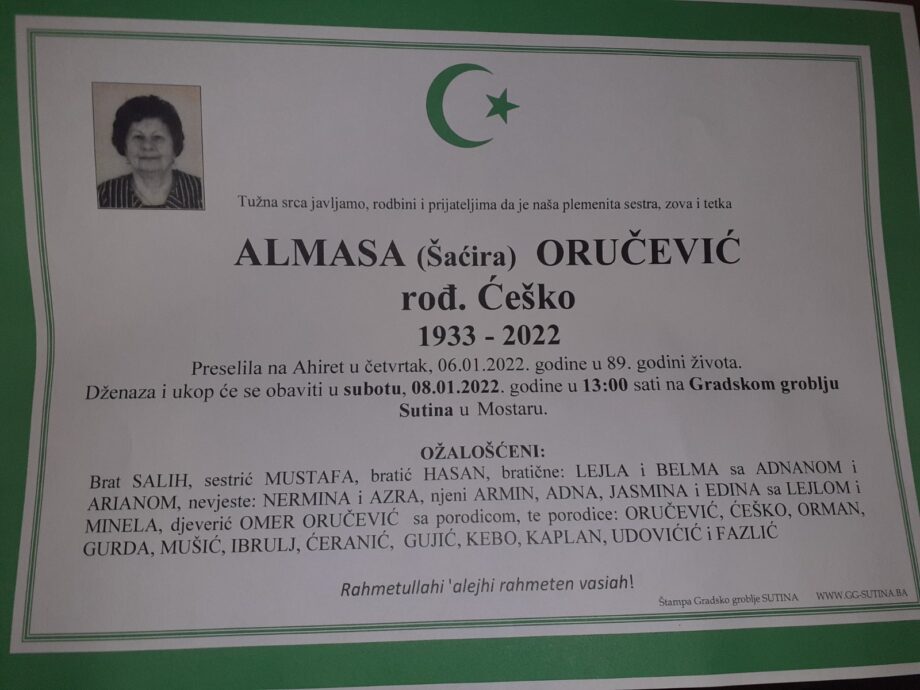 Tužna srca javljamo, rodbini i prijateljima da je naša plemenita sestra, zova i tetka
ALMASA (Šaćira) ORUČEVIĆ
rođ. Ćeško
1933 - 2022
Preselila na Ahiret u četvrtak, 06.01.2022. godine u 89. godini života.
Dženaza i ukop će se obaviti u subotu, 08.01.2022. godine u 13:00 sati na Gradskom groblju
Sutina u Mostaru.
OŽALOŠĆENI:
Brat SALIH, sestrić MUSTAFA, bratić HASAN, bratične: LEJLA i BELMA sa ADNANOM i
ARIANOM, nevjeste: NERMINA i AZRA, njeni ARMIN, ADNA, JASMINA i EDINA sa LEJLOM i
MINELA, djeverić OMER ORUČEVIĆ sa porodicom, te porodice: ORUČEVIĆ, ĆEŠKO, ORMAN,
GURDA, MUŠIĆ, IBRULJ, ĆERANIĆ, GUJIĆ, KEBO, KAPLAN, UDOVIĆIĆ i FAZLIĆ
Rahmetullahi 'alejhi rahmeten vasiah!
Štampa Gradsko groblje SUTINA WWW.GG-SUTINA.BA